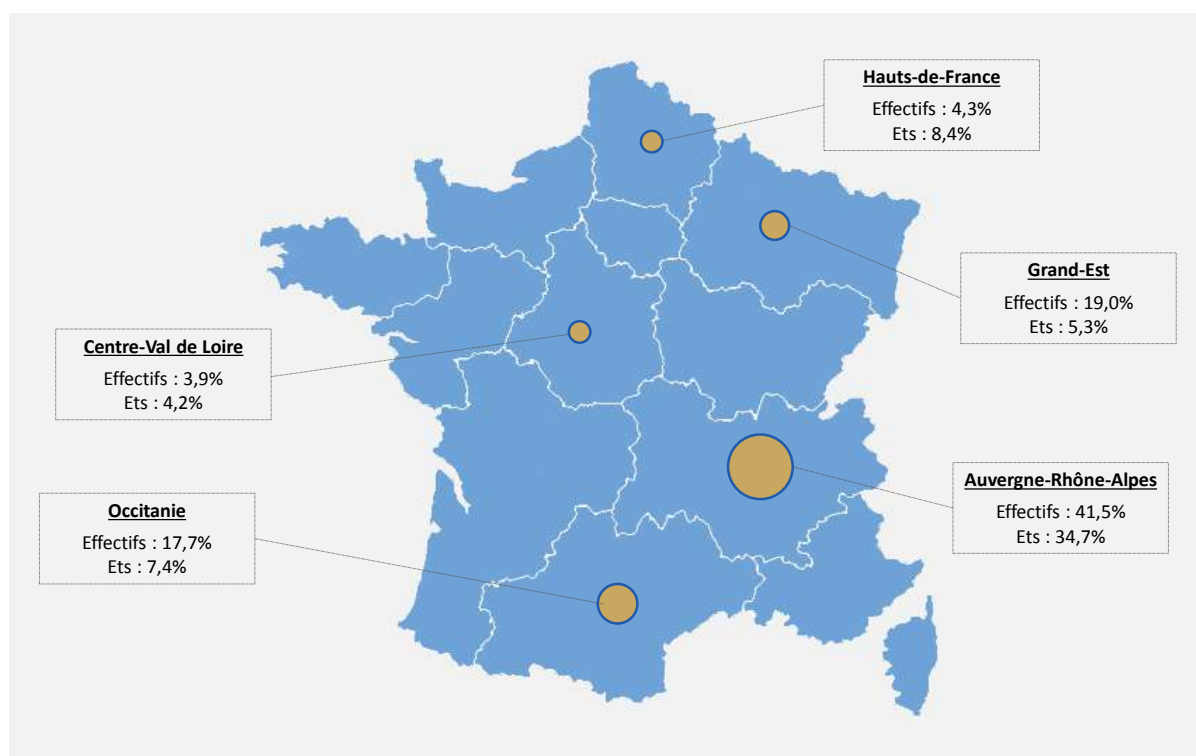 Hauts-de-France
Effectifs : 4,3%
Ets : 8,4%
Grand-Est
Effectifs : 19,0%
Ets : 5,3%
Centre-Val de Loire
Effectifs : 3,9%
Ets : 4,2%
Auvergne-Rhône-Alpes
Effectifs : 41,5%
Ets : 34,7%
Occitanie
Effectifs : 17,7%
Ets : 7,4%